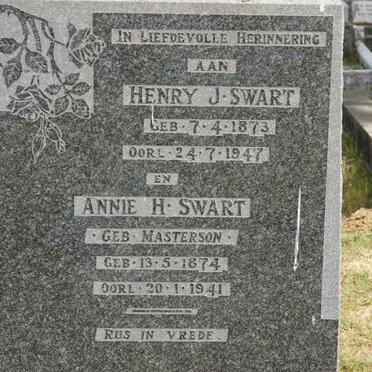 IN LIEFDEVOLLE HERINNERING
AAN
HENRY J. SWART
GEB. 7-4-1873
OORL. 24-7-1947
EN
ANNIE H. SWART
GEB. MASTERSON.
GEB. 13-5-1874
OORL. 20-1-1941
RUS IN VREDE.